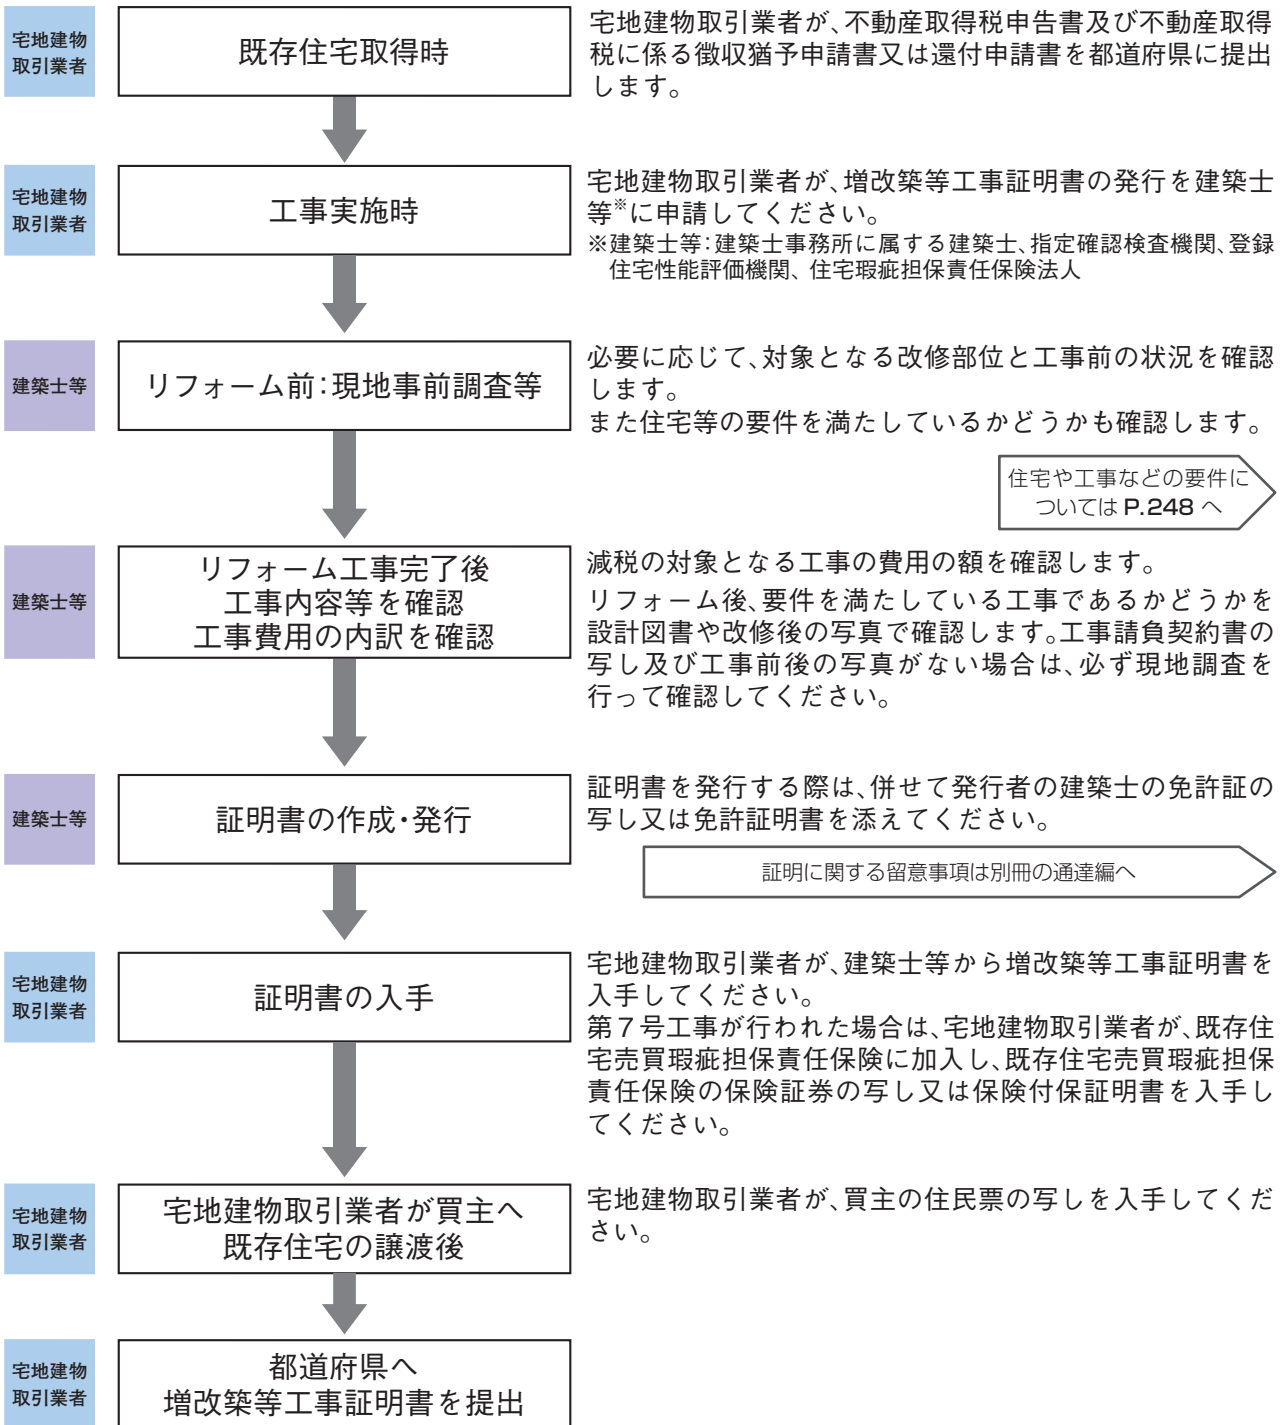 宅地建物
取引業者
既存住宅取得時
宅地建物取引業者が、不動産取得税申告書及び不動産取得
税に係る徴収猶予申請書又は還付申請書を都道府県に提出
します。
宅地建物
取引業者
工事実施時
宅地建物取引業者が、増改築等工事証明書の発行を建築士
等※に申請してください。
※建築士等：建築士事務所に属する建築士、指定確認検査機関、登録
住宅性能評価機関、住宅瑕疵担保責任保険法人
建築士等
リフォーム前：現地事前調査等
必要に応じて、対象となる改修部位と工事前の状況を確認
します。
また住宅等の要件を満たしているかどうかも確認します。
住宅や工事などの要件に
ついては P.248 へ
建築士等
リフォーム工事完了後
工事内容等を確認
工事費用の内訳を確認
減税の対象となる工事の費用の額を確認します。
リフォーム後、要件を満たしている工事であるかどうかを
設計図書や改修後の写真で確認します。工事請負契約書の
写し及び工事前後の写真がない場合は、必ず現地調査を
行って確認してください。
建築士等
証明書の作成・発行
証明書を発行する際は、併せて発行者の建築士の免許証の
写し又は免許証明書を添えてください。
証明に関する留意事項は別冊の通達編へ
宅地建物
取引業者
証明書の入手
宅地建物取引業者が、建築士等から増改築等工事証明書を
入手してください。
第７号工事が行われた場合は、宅地建物取引業者が、既存住
宅売買瑕疵担保責任保険に加入し、既存住宅売買瑕疵担保
責任保険の保険証券の写し又は保険付保証明書を入手し
てください。
宅地建物
取引業者
宅地建物取引業者が買主へ
既存住宅の譲渡後
宅地建物取引業者が、買主の住民票の写しを入手してくだ
さい。
宅地建物
取引業者
都道府県へ
増改築等工事証明書を提出